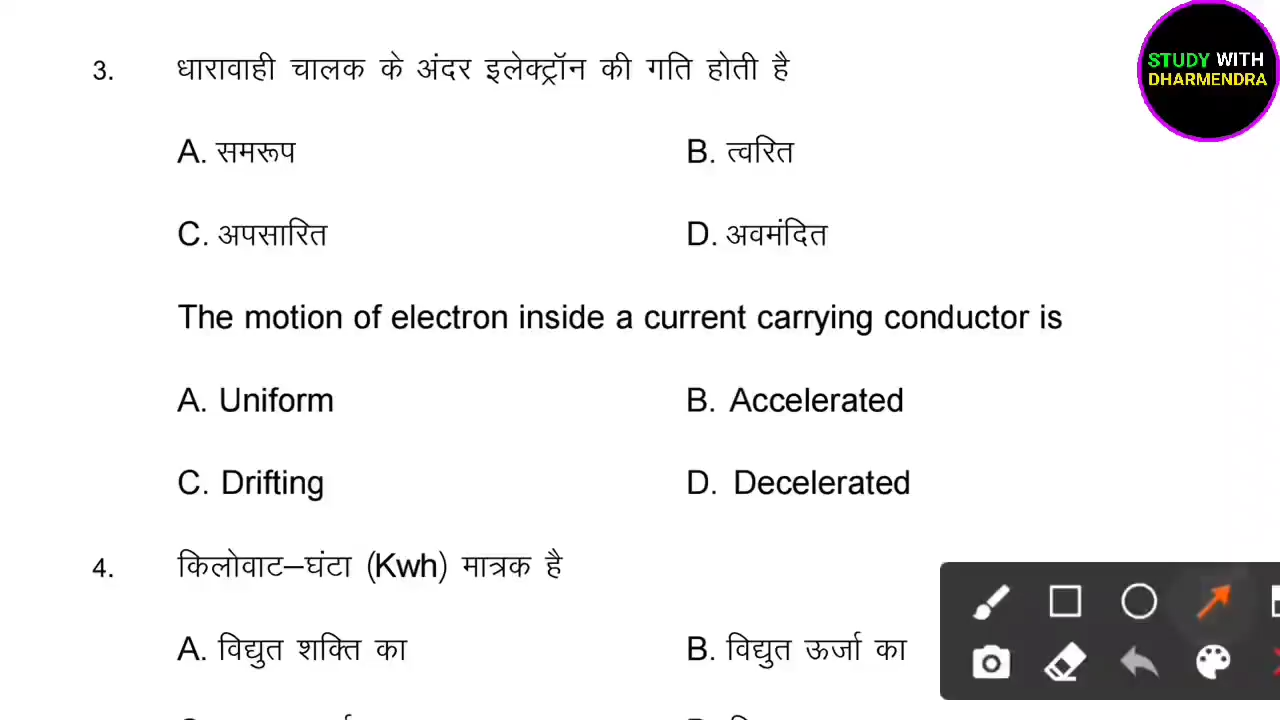 STUDY WITH
DHARMENDRA
3. धारावाही चालक के अंदर इलेक्ट्रॉन की गति होती है
A. समरूप B. त्वरित
C. अपसारित D. अवमंदित
The motion of electron inside a current carrying conductor is
A. Uniform B. Accelerated
C. Drifting D. Decelerated
4. किलोवाट–घंटा (Kwh) मात्रक है
A. विद्युत शक्ति का B. विद्युत ऊर्जा का